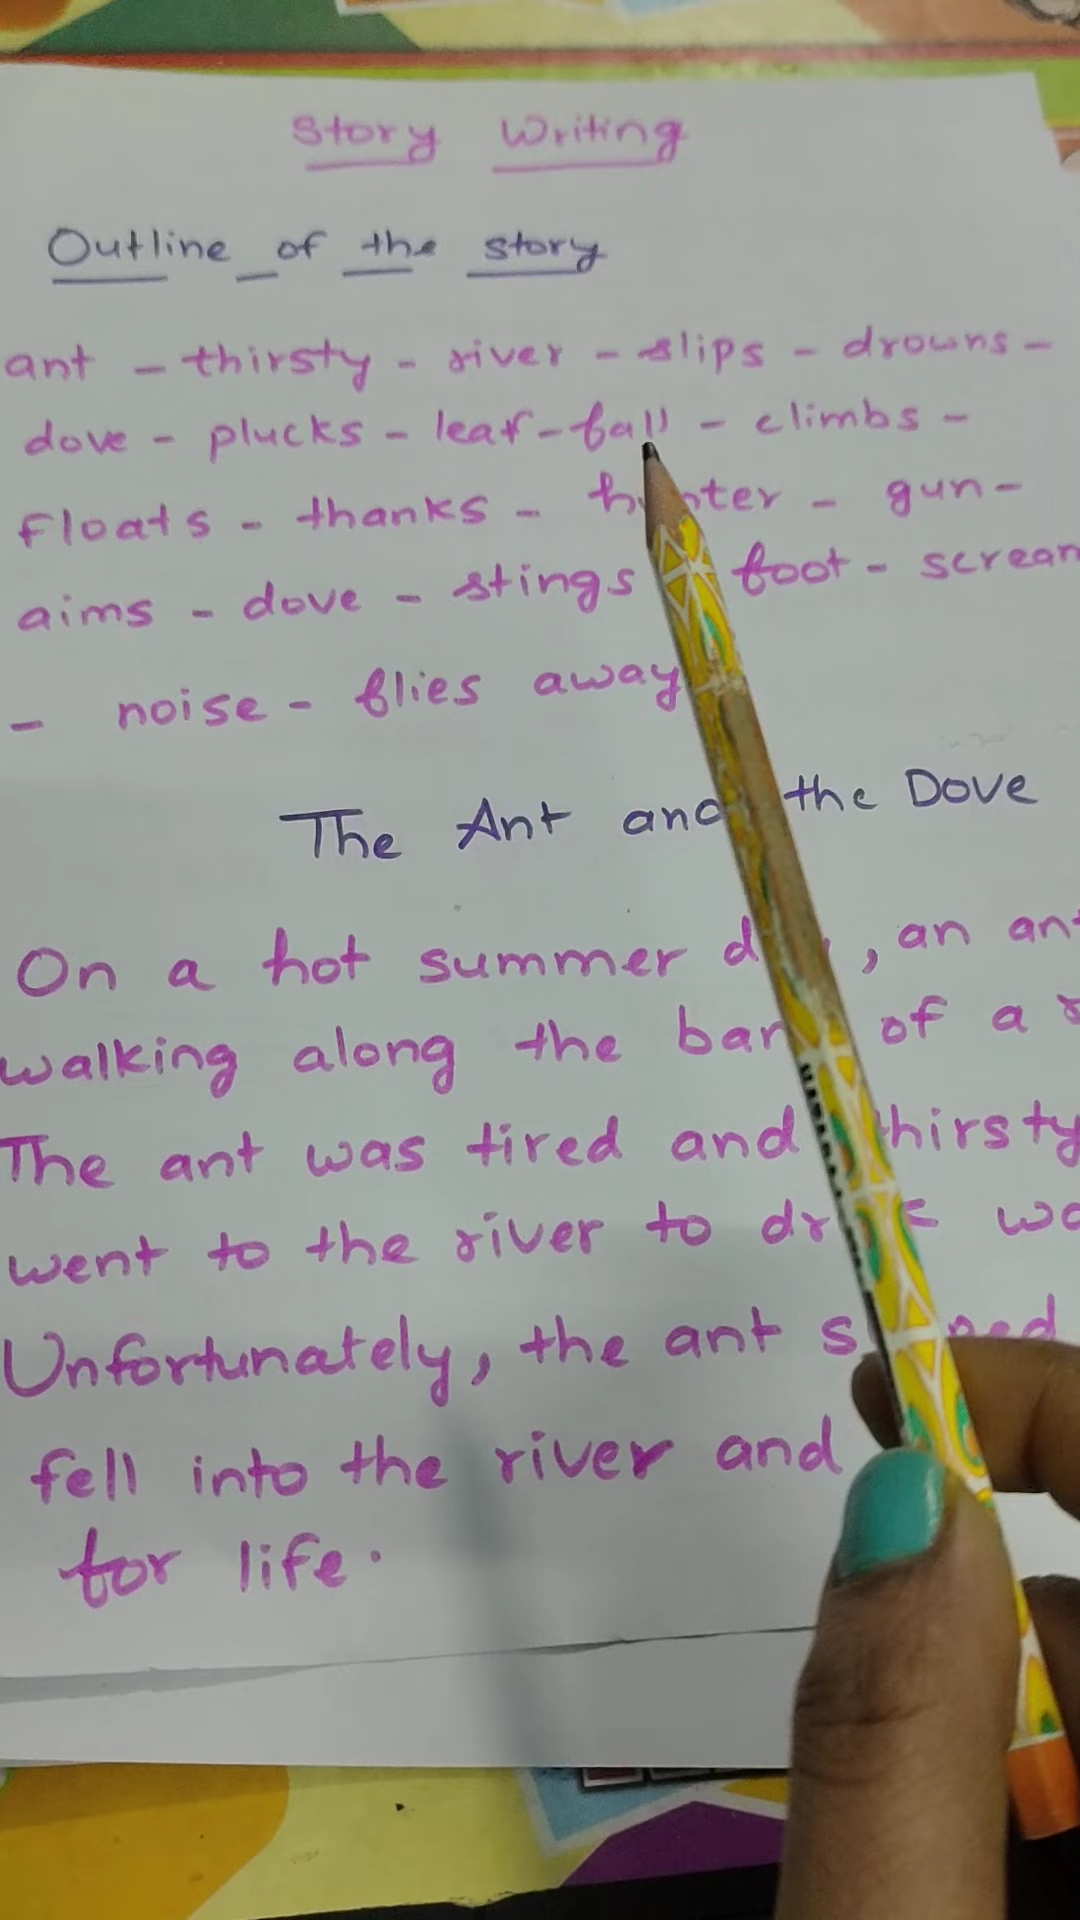 Story Writing
Outline of the story
ant - thirsty - river - slips - drowns -
dove - plucks - leaf - fall - climbs -
floats - thanks - hunter - gun -
aims - dove - stings foot - scream
- noise - flies away
The Ant and the Dove
On a hot summer , an ant
walking along the of a
The ant was tired and thirsty
went to the river to
Unfortunately, the ant
fell into the river and
for life.